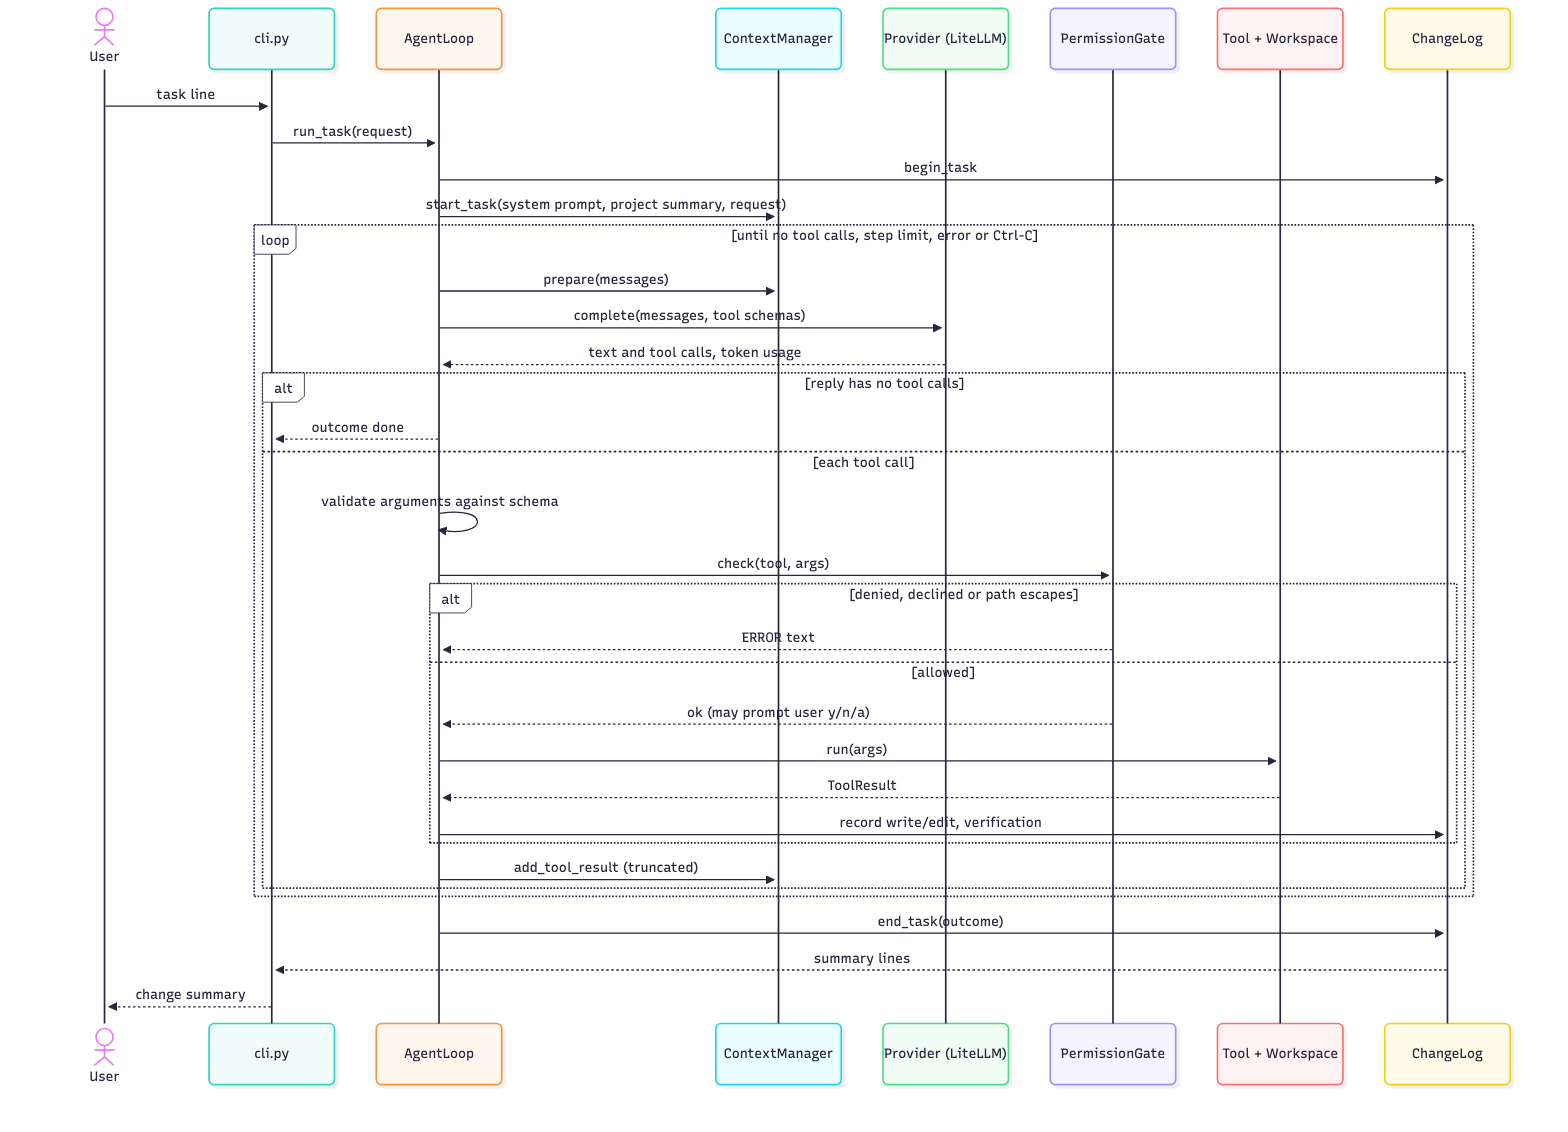 User
cli.py
AgentLoop
ContextManager
Provider (LiteLLM)
PermissionGate
Tool + Workspace
ChangeLog
task line
run_task(request)
begin_task
start_task(system prompt, project summary, request)
loop
[until no tool calls, step limit, error or Ctrl-C]
prepare(messages)
complete(messages, tool schemas)
text and tool calls, token usage
alt
[reply has no tool calls]
outcome done
[each tool call]
validate arguments against schema
check(tool, args)
alt
[denied, declined or path escapes]
ERROR text
[allowed]
ok (may prompt user y/n/a)
run(args)
ToolResult
record write/edit, verification
add_tool_result (truncated)
end_task(outcome)
summary lines
change summary
User
cli.py
AgentLoop
ContextManager
Provider (LiteLLM)
PermissionGate
Tool + Workspace
ChangeLog